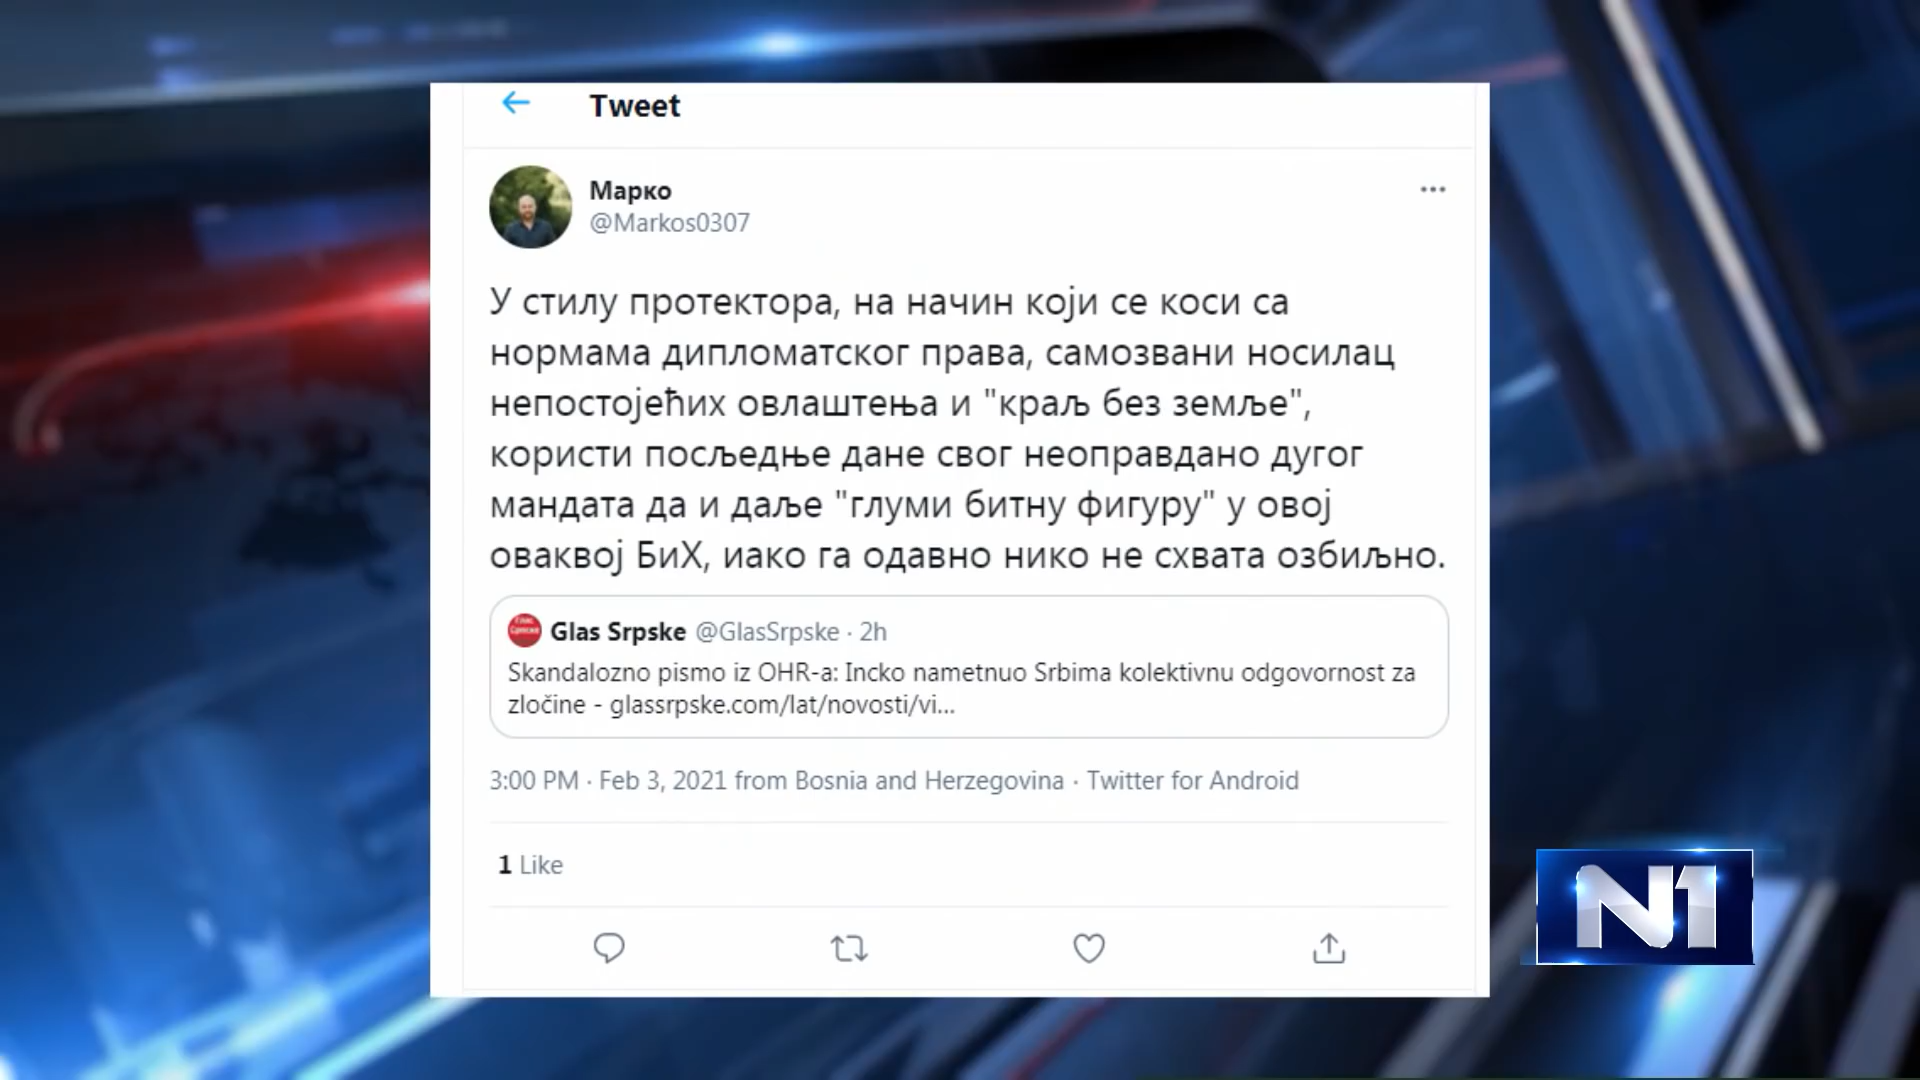 Tweet
Марко
@Markos0307
У стилу протектора, на начин који се коси са
нормама дипломатског права, самозвани носилац
непостојећих овлаштења и "краљ без земље",
користи посљедње дане свог неоправдано дугог
мандата да и даље "глуми битну фигуру" у овој
оваквој БиХ, иако га одавно нико не схвата озбиљно.
Глас Српске
Glas Srpske @GlasSrpske · 2h
Skandalozno pismo iz OHR-a: Incko nametnuo Srbima kolektivnu odgovornost za
zločine - glassrpske.com/lat/novosti/vi...
3:00 PM · Feb 3, 2021 from Bosnia and Herzegovina · Twitter for Android
1 Like
N1